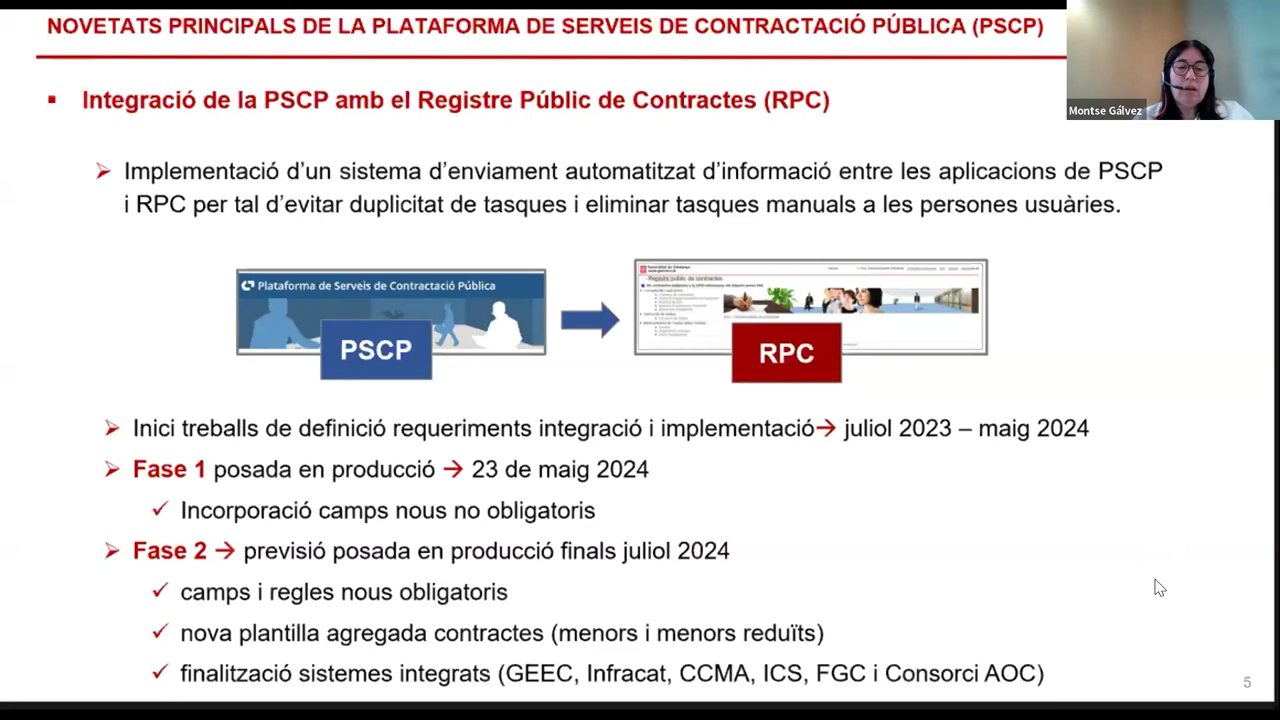 NOVETATS PRINCIPALS DE LA PLATAFORMA DE SERVEIS DE CONTRACTACIÓ PÚBLICA (PSCP)
Montse Gálvez
▪ Integració de la PSCP amb el Registre Públic de Contractes (RPC)
➢ Implementació d’un sistema d’enviament automatitzat d’informació entre les aplicacions de PSCP
i RPC per tal d’evitar duplicitat de tasques i eliminar tasques manuals a les persones usuàries.
Plataforma de Serveis de Contractació Pública
PSCP
Registre públic de contractes
RPC
➢ Inici treballs de definició requeriments integració i implementació→ juliol 2023 – maig 2024
➢ Fase 1 posada en producció → 23 de maig 2024
✓ Incorporació camps nous no obligatoris
➢ Fase 2 → previsió posada en producció finals juliol 2024
✓ camps i regles nous obligatoris
✓ nova plantilla agregada contractes (menors i menors reduïts)
✓ finalització sistemes integrats (GEEC, Infracat, CCMA, ICS, FGC i Consorci AOC)
5